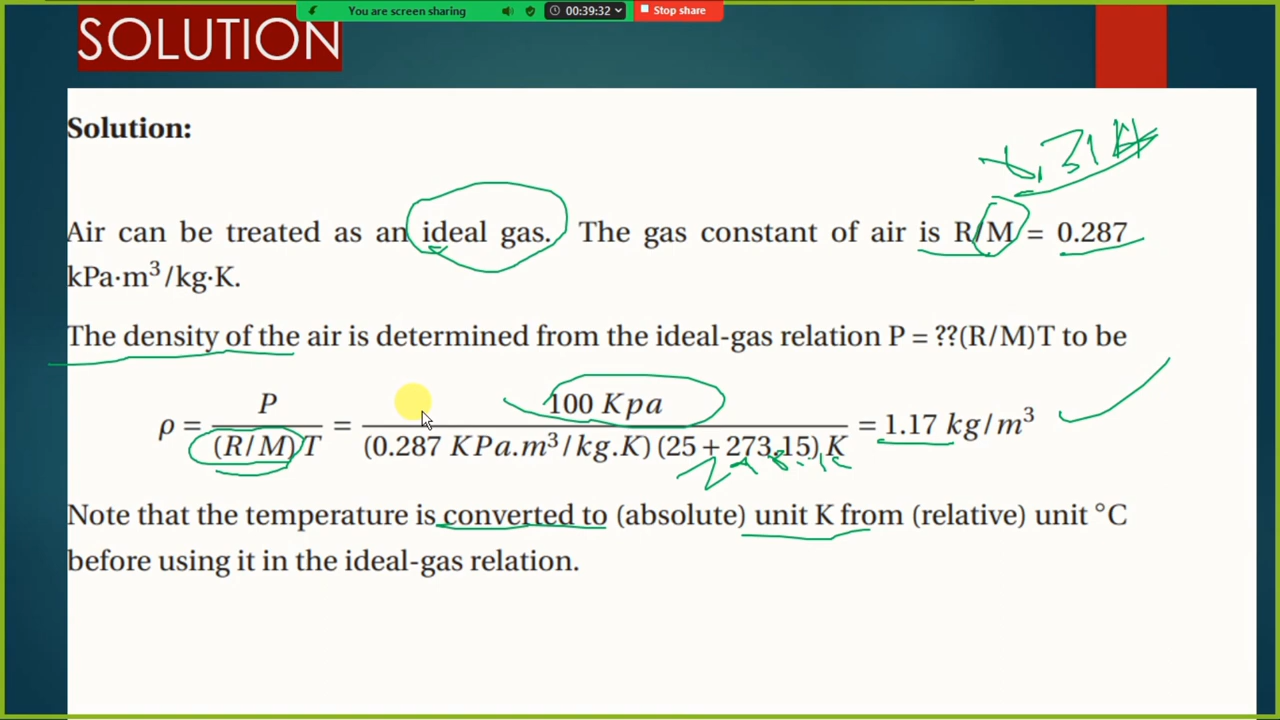 You are screen sharing 00:39:32 Stop share
SOLUTION
Solution:
8.314
Air can be treated as an ideal gas. The gas constant of air is R/M = 0.287
kPa·m³/kg·K.
The density of the air is determined from the ideal-gas relation P = ??(R/M)T to be
ρ = P / (R/M)T = 100 Kpa / (0.287 KPa.m³/kg.K) (25 + 273.15) K = 1.17 kg/m³
298.15
Note that the temperature is converted to (absolute) unit K from (relative) unit °C
before using it in the ideal-gas relation.